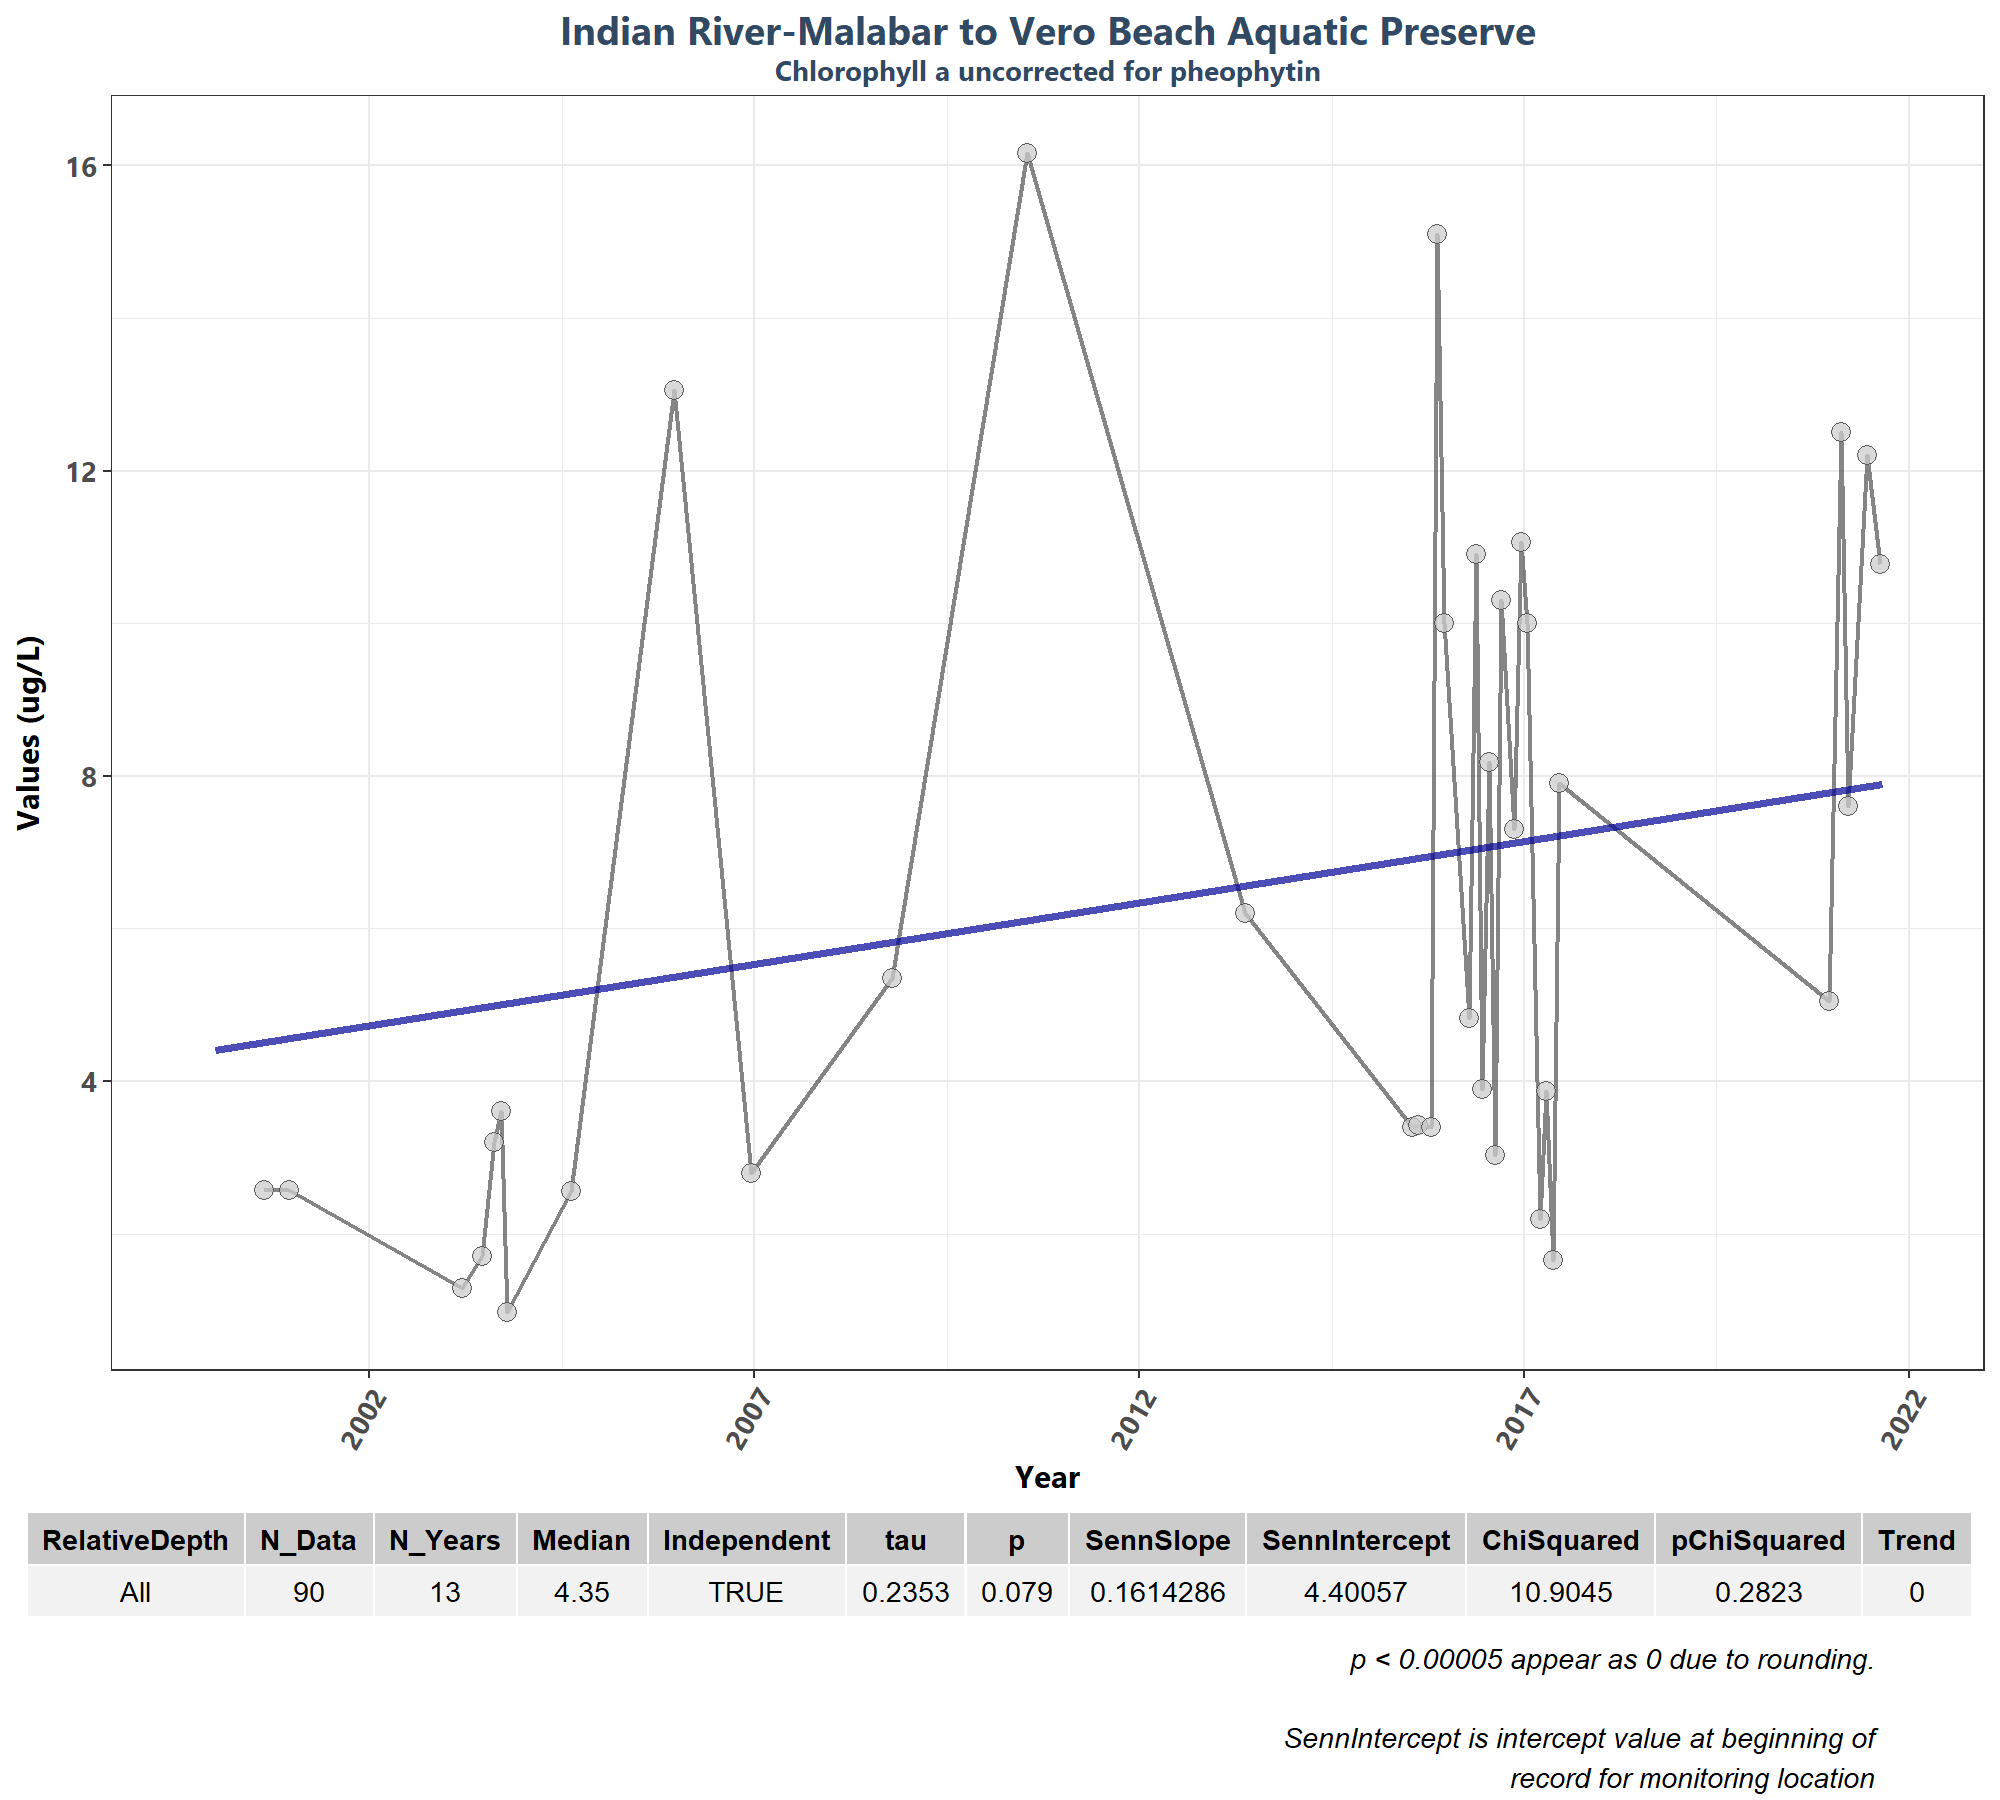 Indian River-Malabar to Vero Beach Aquatic Preserve
Chlorophyll a uncorrected for pheophytin
Values (ug/L)
16
12
8
4
2002
2007
2012
2017
2022
Year
RelativeDepth N_Data N_Years Median Independent tau p SennSlope SennIntercept ChiSquared pChiSquared Trend
All 90 13 4.35 TRUE 0.2353 0.079 0.1614286 4.40057 10.9045 0.2823 0
p < 0.00005 appear as 0 due to rounding.
SennIntercept is intercept value at beginning of
record for monitoring location